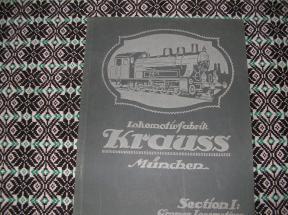 Lokomotivfabrik
Krauss
München
Section I: